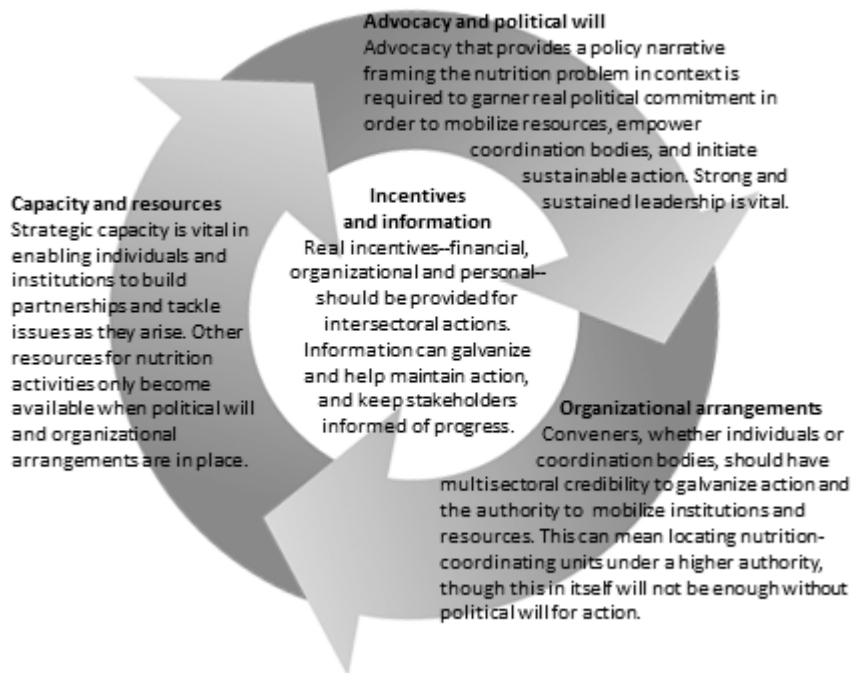 Advocacy and political will
Advocacy that provides a policy narrative
framing the nutrition problem in context is
required to garner real political commitment in
order to mobilize resources, empower
coordination bodies, and initiate
sustainable action. Strong and
sustained leadership is vital.
Capacity and resources
Strategic capacity is vital in
enabling individuals and
institutions to build
partnerships and tackle
issues as they arise. Other
resources for nutrition
activities only become
available when political will
and organizational
arrangements are in place.
Incentives
and information
Real incentives--financial,
organizational and personal--
should be provided for
intersectoral actions.
Information can galvanize
and help maintain action,
and keep stakeholders
informed of progress.
Organizational arrangements
Conveners, whether individuals or
coordination bodies, should have
multisectoral credibility to galvanize action and
the authority to mobilize institutions and
resources. This can mean locating nutrition-
coordinating units under a higher authority,
though this in itself will not be enough without
political will for action.